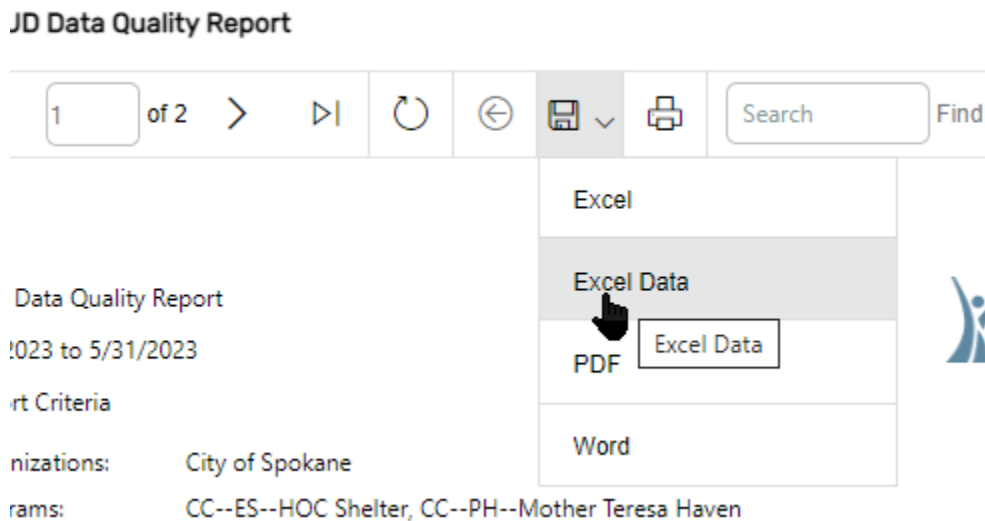 JD Data Quality Report
1 of 2 Search Find
Excel
Excel Data
Excel Data
PDF
Word
Data Quality Report
2023 to 5/31/2023
rt Criteria
nizations: City of Spokane
rams: CC--ES--HOC Shelter, CC--PH--Mother Teresa Haven